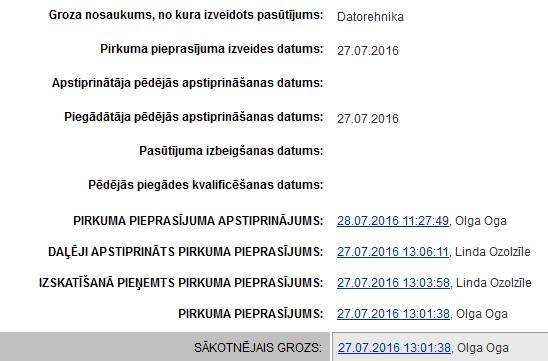 Groza nosaukums, no kura izveidots pasūtījums: Datorehnika
Pirkuma pieprasījuma izveides datums: 27.07.2016
Apstiprinātāja pēdējās apstiprināšanas datums:
Piegādātāja pēdējās apstiprināšanas datums: 27.07.2016
Pasūtījuma izbeigšanas datums:
Pēdējās piegādes kvalificēšanas datums:
PIRKUMA PIEPRASĪJUMA APSTIPRINĀJUMS: 28.07.2016 11:27:49, Olga Oga
DAĻĒJI APSTIPRINĀTS PIRKUMA PIEPRASĪJUMS: 27.07.2016 13:06:11, Linda Ozolzīle
IZSKATĪŠANĀ PIEŅEMTS PIRKUMA PIEPRASĪJUMS: 27.07.2016 13:03:58, Linda Ozolzīle
PIRKUMA PIEPRASĪJUMS: 27.07.2016 13:01:38, Olga Oga
SĀKOTNĒJAIS GROZS: 27.07.2016 13:01:38, Olga Oga